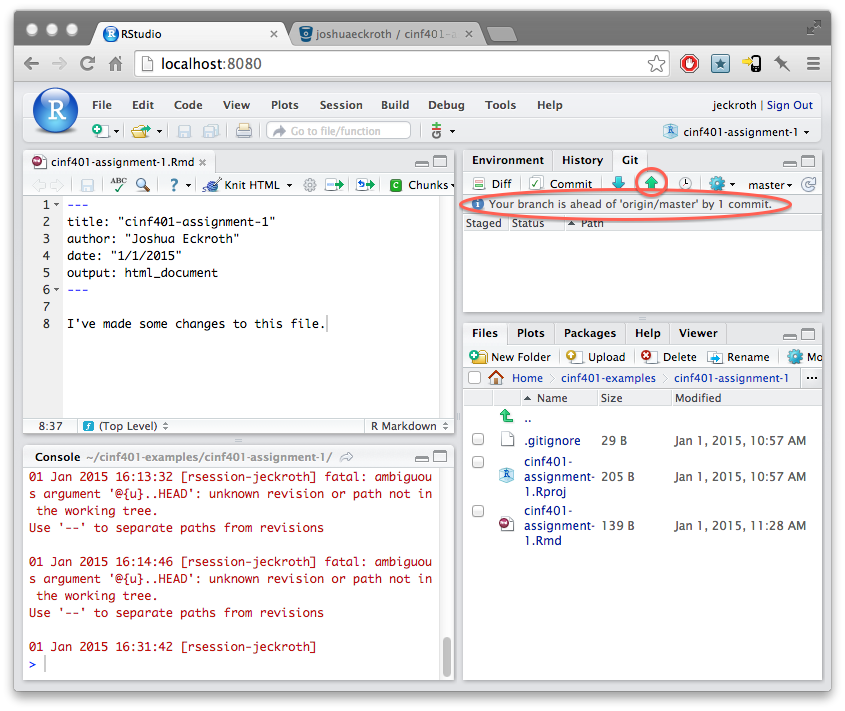 RStudio
joshuaeckroth / cinf401-a
localhost:8080
R
File Edit Code View Plots Session Build Debug Tools Help
jeckroth | Sign Out
Go to file/function
cinf401-assignment-1
cinf401-assignment-1.Rmd
ABC
? Knit HTML
C Chunks
1 ---
2 title: "cinf401-assignment-1"
3 author: "Joshua Eckroth"
4 date: "1/1/2015"
5 output: html_document
6 ---
7
8 I've made some changes to this file.
8:37 (Top Level) R Markdown
Console ~/cinf401-examples/cinf401-assignment-1/
01 Jan 2015 16:13:32 [rsession-jeckroth] fatal: ambiguou
s argument '@{u}..HEAD': unknown revision or path not in
the working tree.
Use '--' to separate paths from revisions
01 Jan 2015 16:14:46 [rsession-jeckroth] fatal: ambiguou
s argument '@{u}..HEAD': unknown revision or path not in
the working tree.
Use '--' to separate paths from revisions
01 Jan 2015 16:31:42 [rsession-jeckroth]
>
Environment History Git
Diff Commit master
Your branch is ahead of 'origin/master' by 1 commit.
Staged Status Path
Files Plots Packages Help Viewer
New Folder Upload Delete Rename Mo
Home cinf401-examples cinf401-assignment-1 ...
Name Size Modified
..
.gitignore 29 B Jan 1, 2015, 10:57 AM
cinf401-
assignment- 205 B Jan 1, 2015, 10:57 AM
1.Rproj
cinf401-
assignment- 139 B Jan 1, 2015, 11:28 AM
1.Rmd